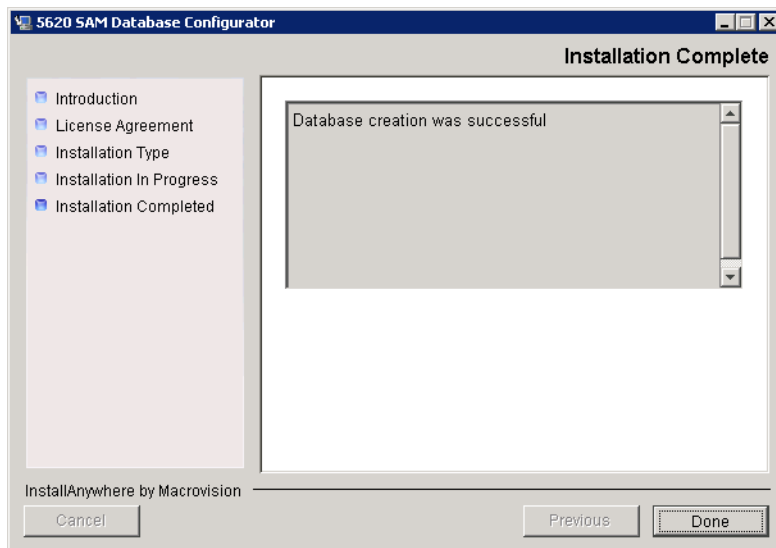 5620 SAM Database Configurator
Installation Complete
Introduction
License Agreement
Installation Type
Installation In Progress
Installation Completed
Database creation was successful
InstallAnywhere by Macrovision
Cancel
Previous
Done